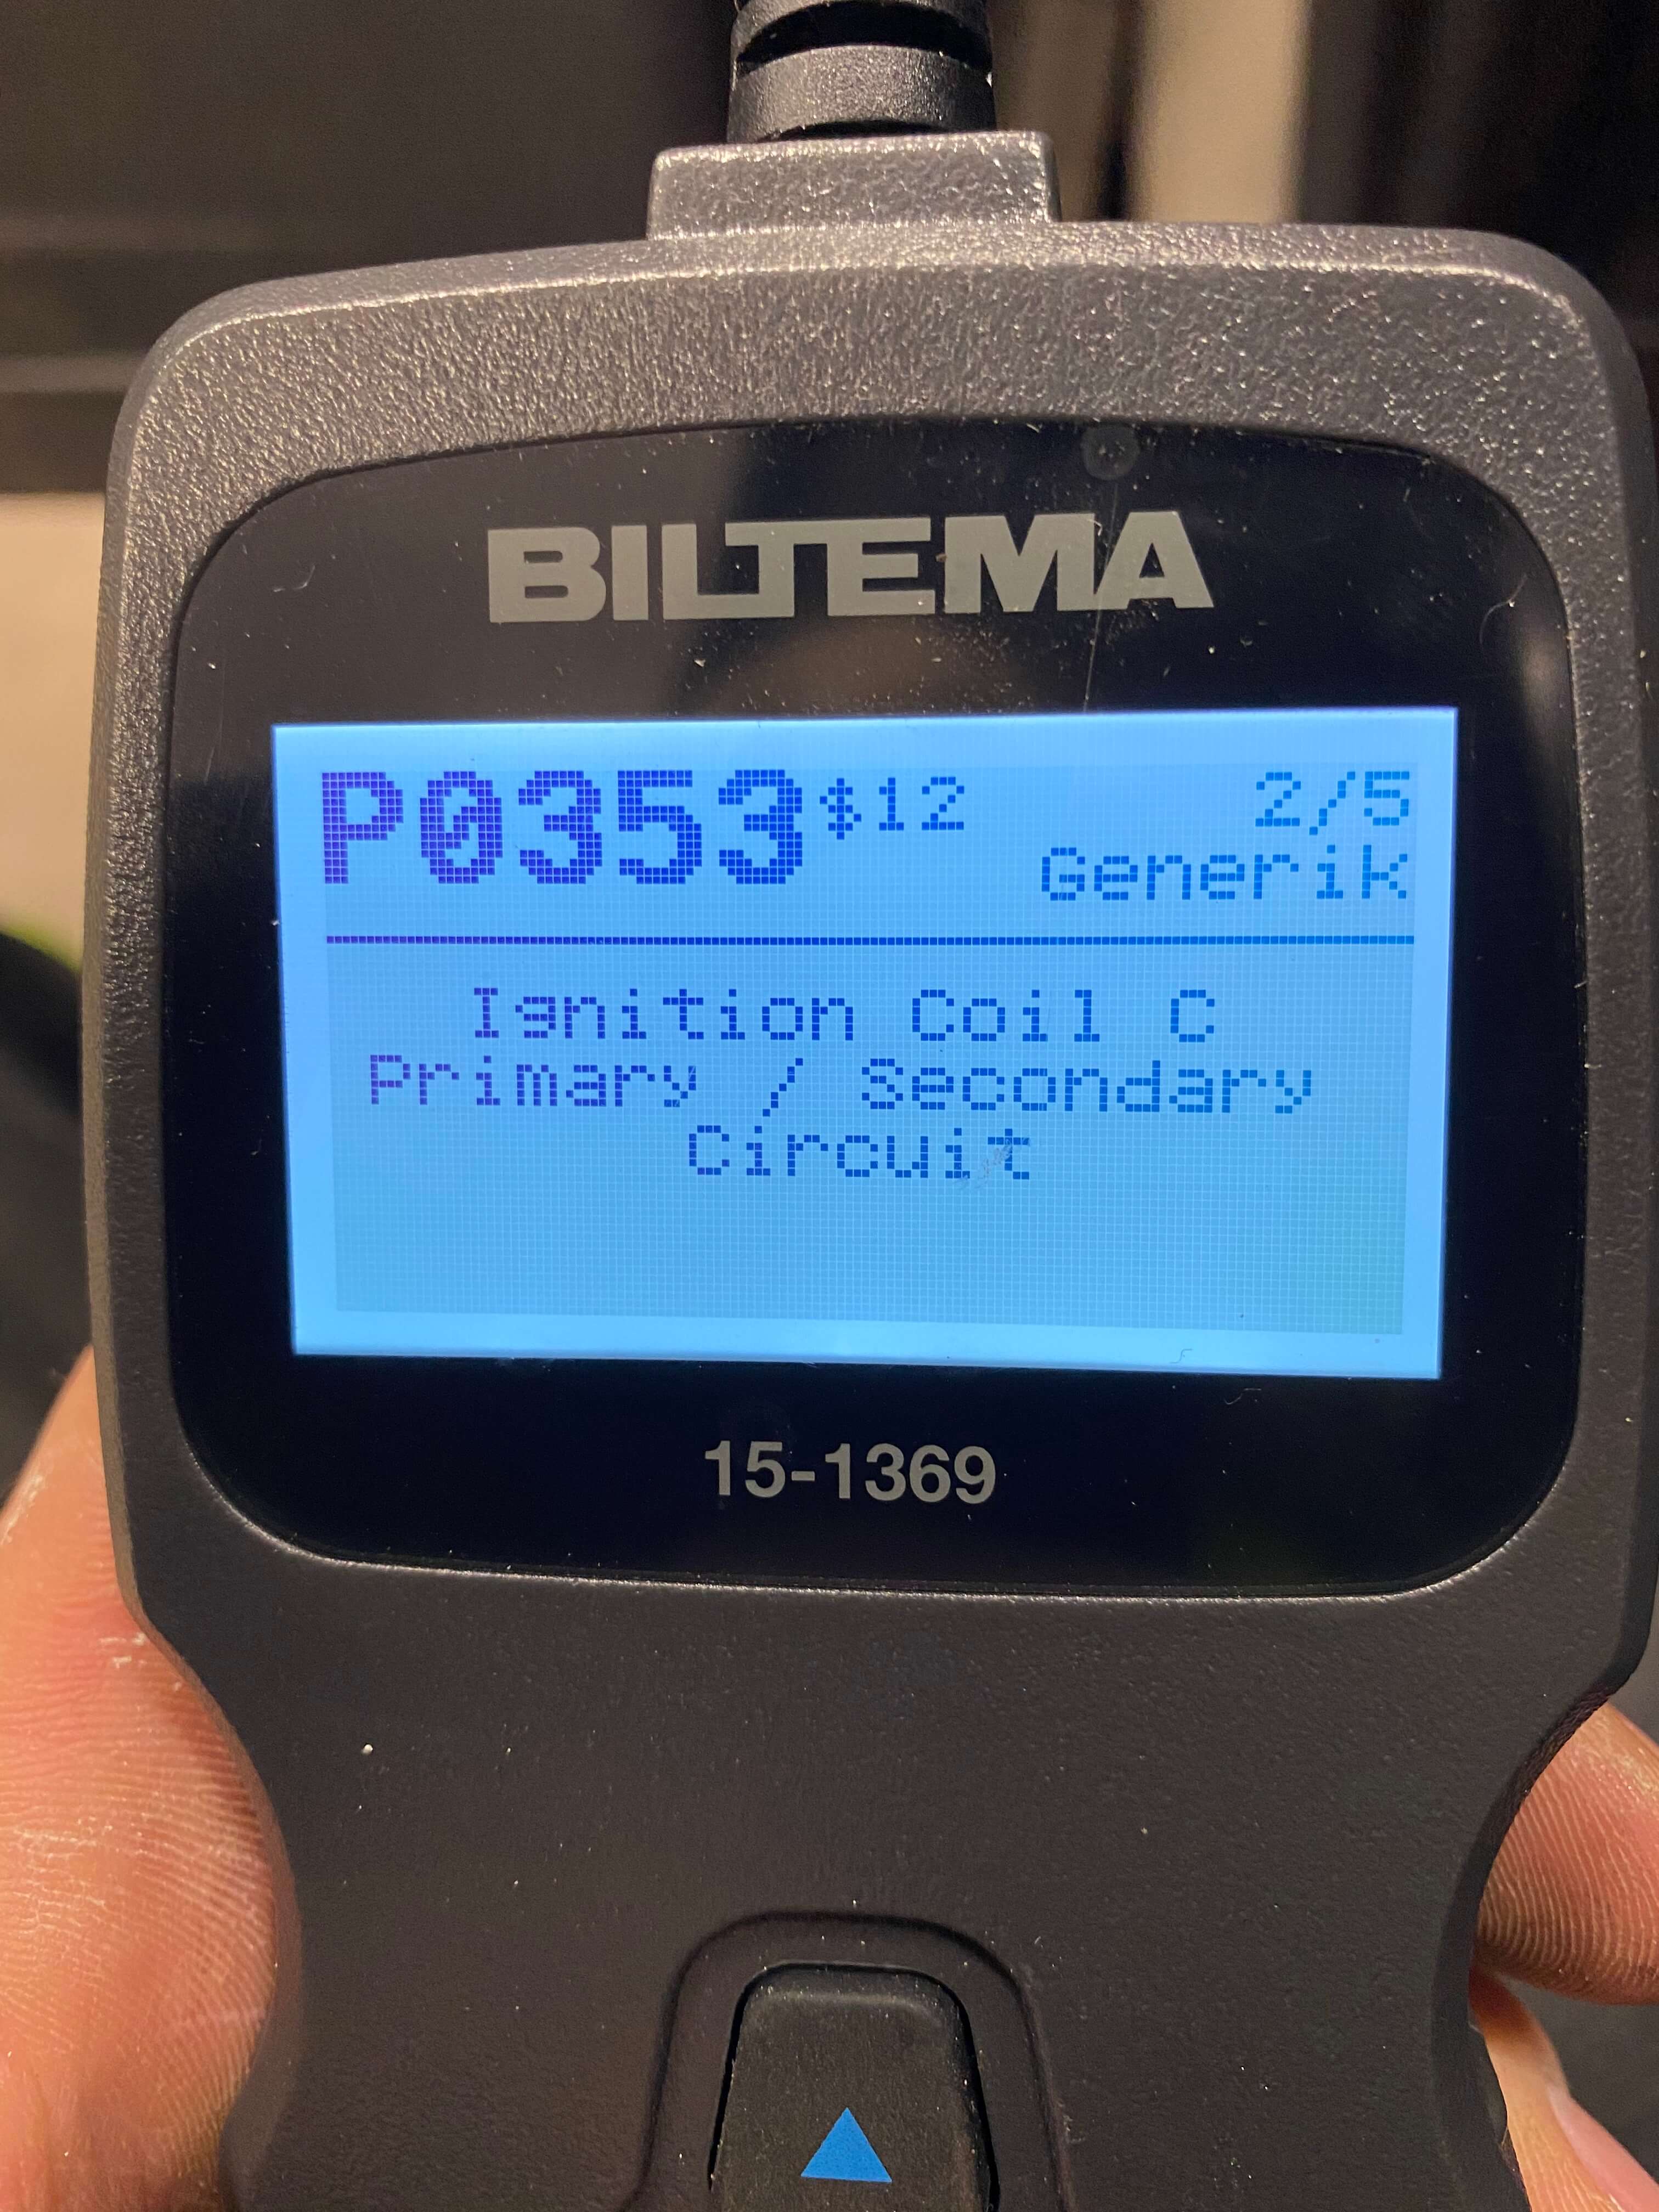 BILTEMA
P0353 $12 2/5
Generik
Ignition Coil C
Primary / Secondary
Circuit
15-1369